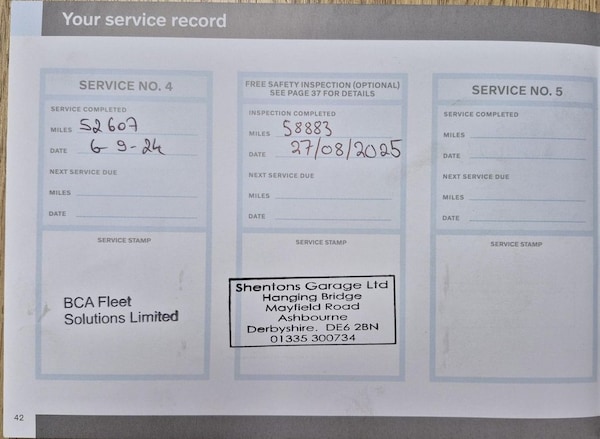 Your service record
SERVICE NO. 4
SERVICE COMPLETED
MILES 52607
DATE 6-9-24
NEXT SERVICE DUE
MILES
DATE
SERVICE STAMP
BCA Fleet
Solutions Limited
FREE SAFETY INSPECTION (OPTIONAL)
SEE PAGE 37 FOR DETAILS
INSPECTION COMPLETED
MILES 58883
DATE 27/08/2025
NEXT SERVICE DUE
MILES
DATE
SERVICE STAMP
Shentons Garage Ltd
Hanging Bridge
Mayfield Road
Ashbourne
Derbyshire. DE6 2BN
01335 300734
SERVICE NO. 5
SERVICE COMPLETED
MILES
DATE
NEXT SERVICE DUE
MILES
DATE
SERVICE STAMP
42